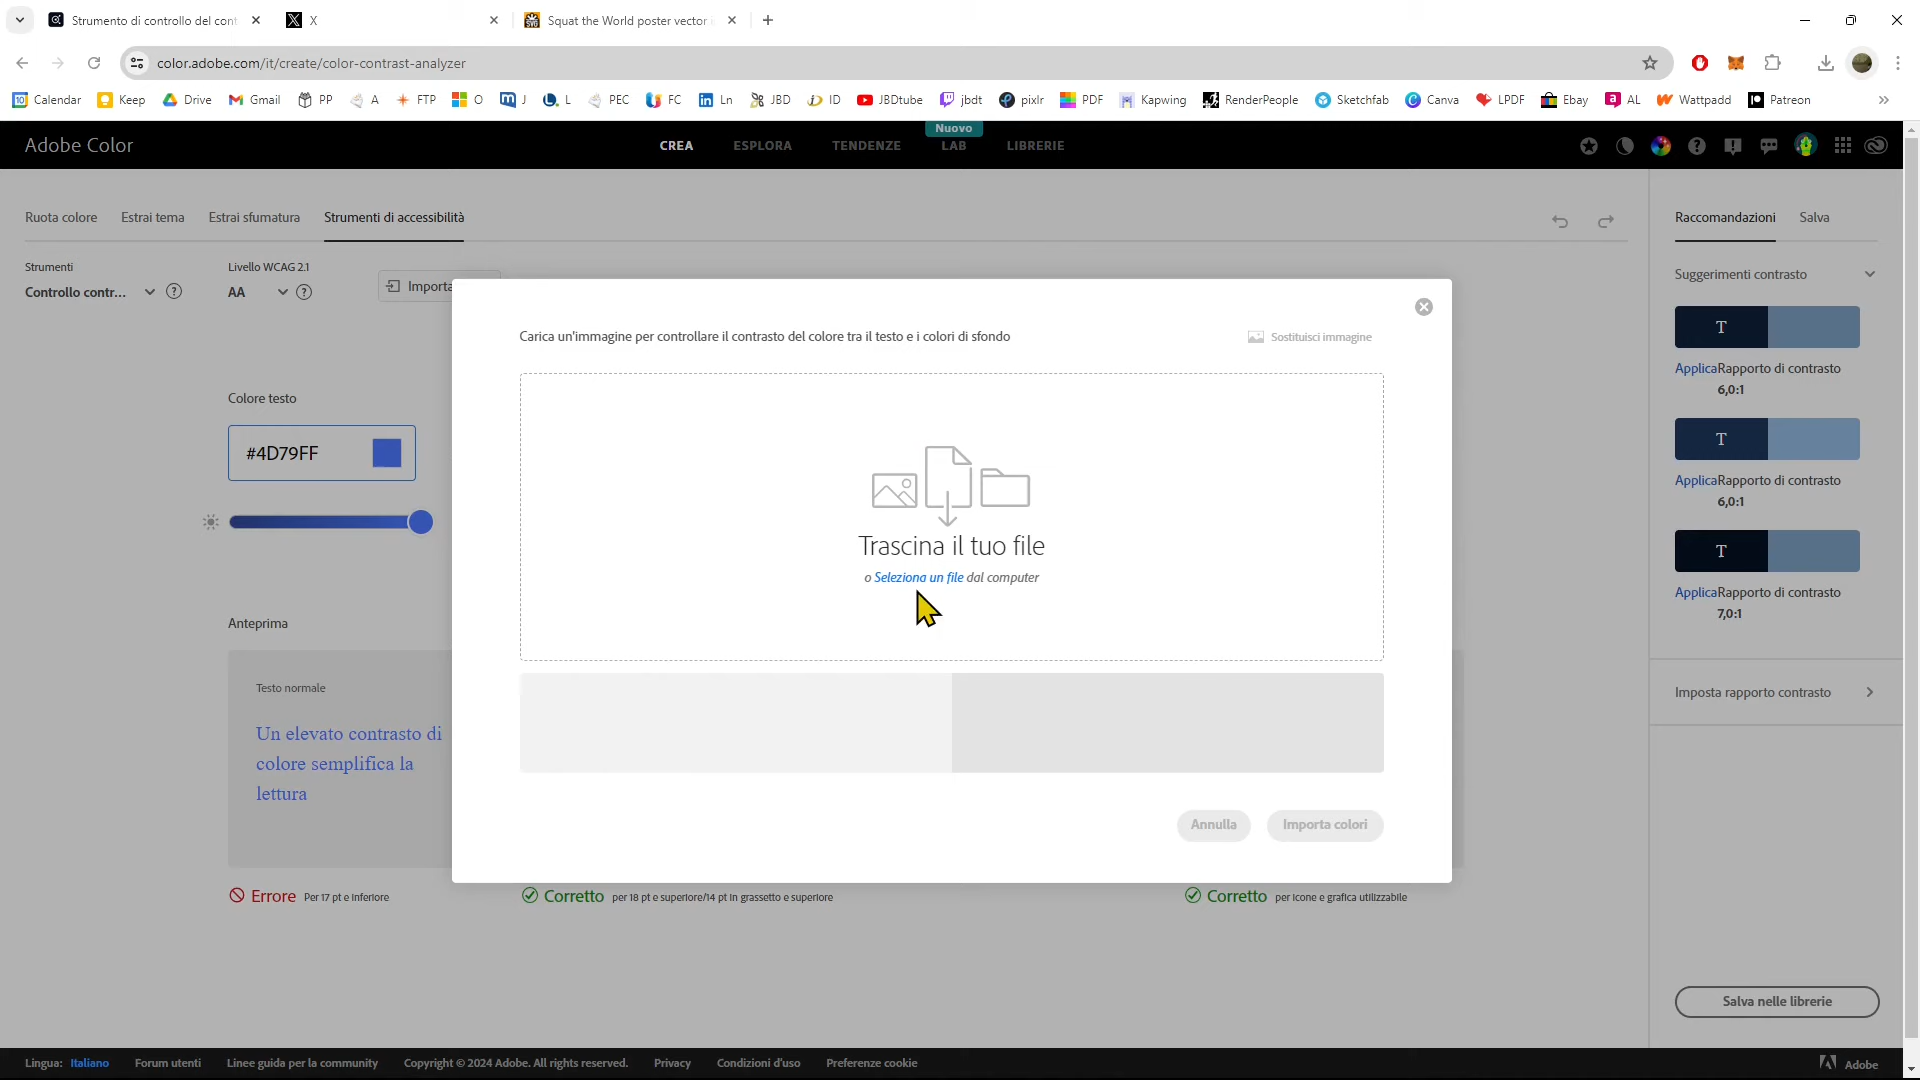 Strumento di controllo del cont
X
Squat the World poster vector i
color.adobe.com/it/create/color-contrast-analyzer
Calendar
Keep
Drive
Gmail
PP
A
FTP
O
J
L
PEC
FC
Ln
JBD
ID
JBDtube
jbdt
pixlr
PDF
Kapwing
RenderPeople
Sketchfab
Canva
LPDF
Ebay
AL
Wattpadd
Patreon
Adobe Color
CREA
ESPLORA
TENDENZE
Nuovo
LAB
LIBRERIE
Ruota colore
Estrai tema
Estrai sfumatura
Strumenti di accessibilità
Raccomandazioni
Salva
Strumenti
Controllo contr...
Livello WCAG 2.1
AA
Importa
Suggerimenti contrasto
Carica un'immagine per controllare il contrasto del colore tra il testo e i colori di sfondo
Sostituisci immagine
T
Applica Rapporto di contrasto
6,0:1
Colore testo
#4D79FF
T
Applica Rapporto di contrasto
6,0:1
Trascina il tuo file
o Seleziona un file dal computer
T
Applica Rapporto di contrasto
7,0:1
Anteprima
Testo normale
Un elevato contrasto di
colore semplifica la
lettura
Imposta rapporto contrasto
Annulla
Importa colori
Errore Per 17 pt e inferiore
Corretto per 18 pt e superiore/14 pt in grassetto e superiore
Corretto per icone e grafica utilizzabile
Salva nelle librerie
Lingua: Italiano
Forum utenti
Linee guida per la community
Copyright © 2024 Adobe. All rights reserved.
Privacy
Condizioni d'uso
Preferenze cookie
Adobe